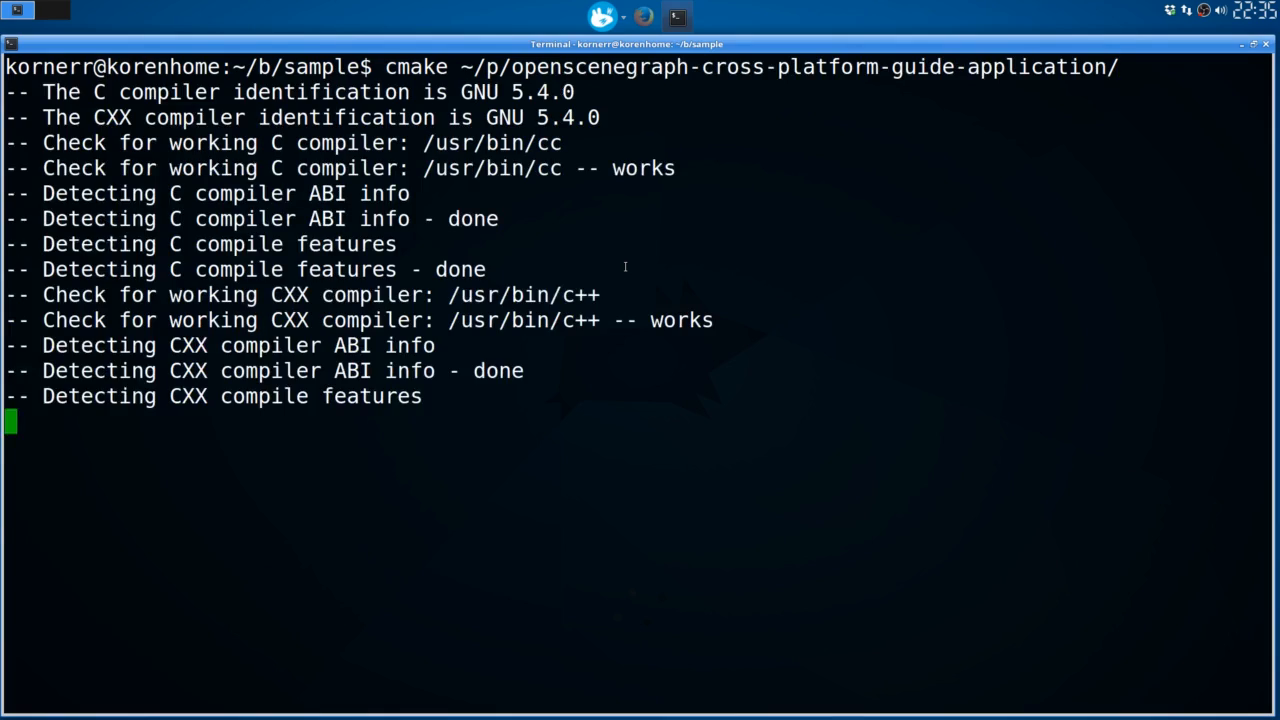 22:35
Terminal - kornerr@korenhome: ~/b/sample
kornerr@korenhome:~/b/sample$ cmake ~/p/openscenegraph-cross-platform-guide-application/
-- The C compiler identification is GNU 5.4.0
-- The CXX compiler identification is GNU 5.4.0
-- Check for working C compiler: /usr/bin/cc
-- Check for working C compiler: /usr/bin/cc -- works
-- Detecting C compiler ABI info
-- Detecting C compiler ABI info - done
-- Detecting C compile features
-- Detecting C compile features - done
-- Check for working CXX compiler: /usr/bin/c++
-- Check for working CXX compiler: /usr/bin/c++ -- works
-- Detecting CXX compiler ABI info
-- Detecting CXX compiler ABI info - done
-- Detecting CXX compile features